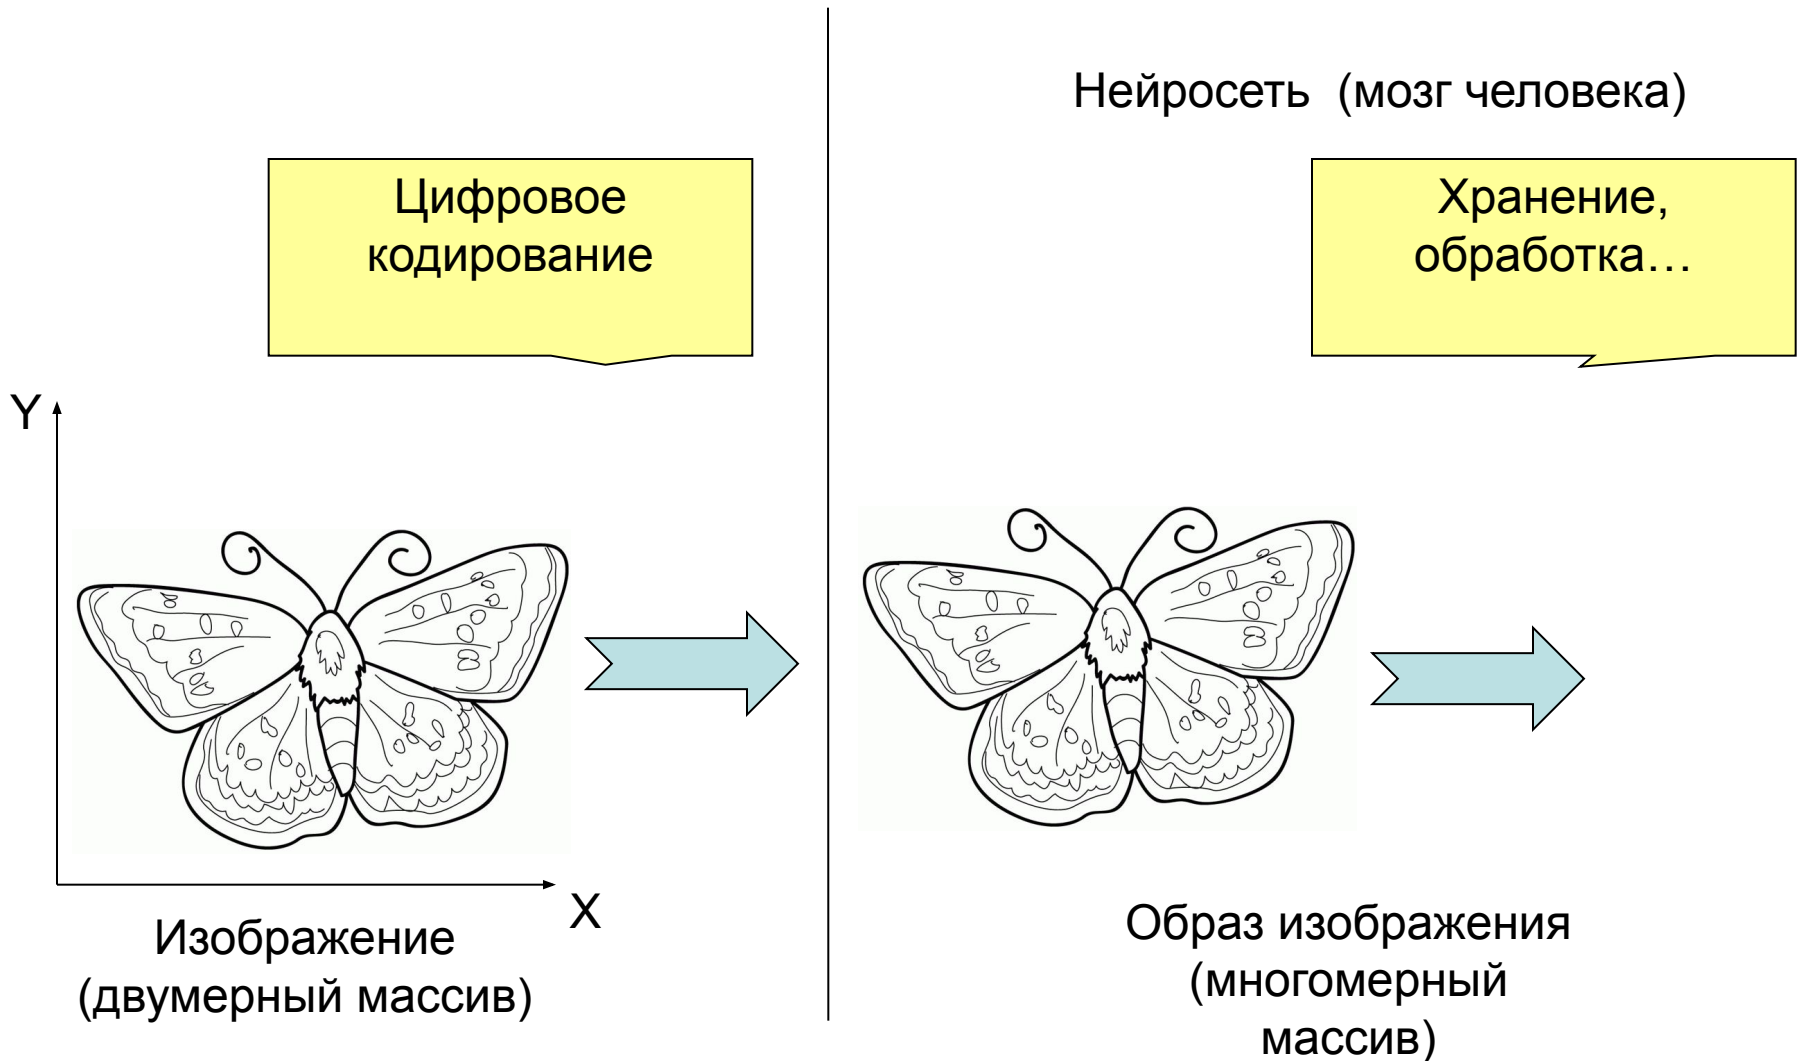 Нейросеть (мозг человека)
Цифровое
кодирование
Хранение,
обработка…
Y
X
Изображение
(двумерный массив)
Образ изображения
(многомерный
массив)